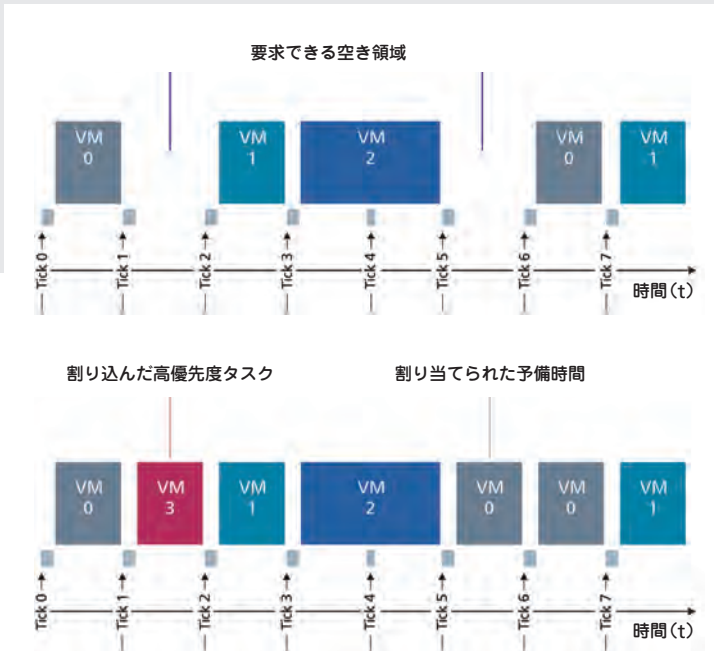 要求できる空き領域
VM
0
VM
1
VM
2
VM
0
VM
1
Tick 0
Tick 1
Tick 2
Tick 3
Tick 4
Tick 5
Tick 6
Tick 7
時間(t)
割り込んだ高優先度タスク
割り当てられた予備時間
VM
0
VM
3
VM
1
VM
2
VM
0
VM
0
VM
1
Tick 0
Tick 1
Tick 2
Tick 3
Tick 4
Tick 5
Tick 6
Tick 7
時間(t)